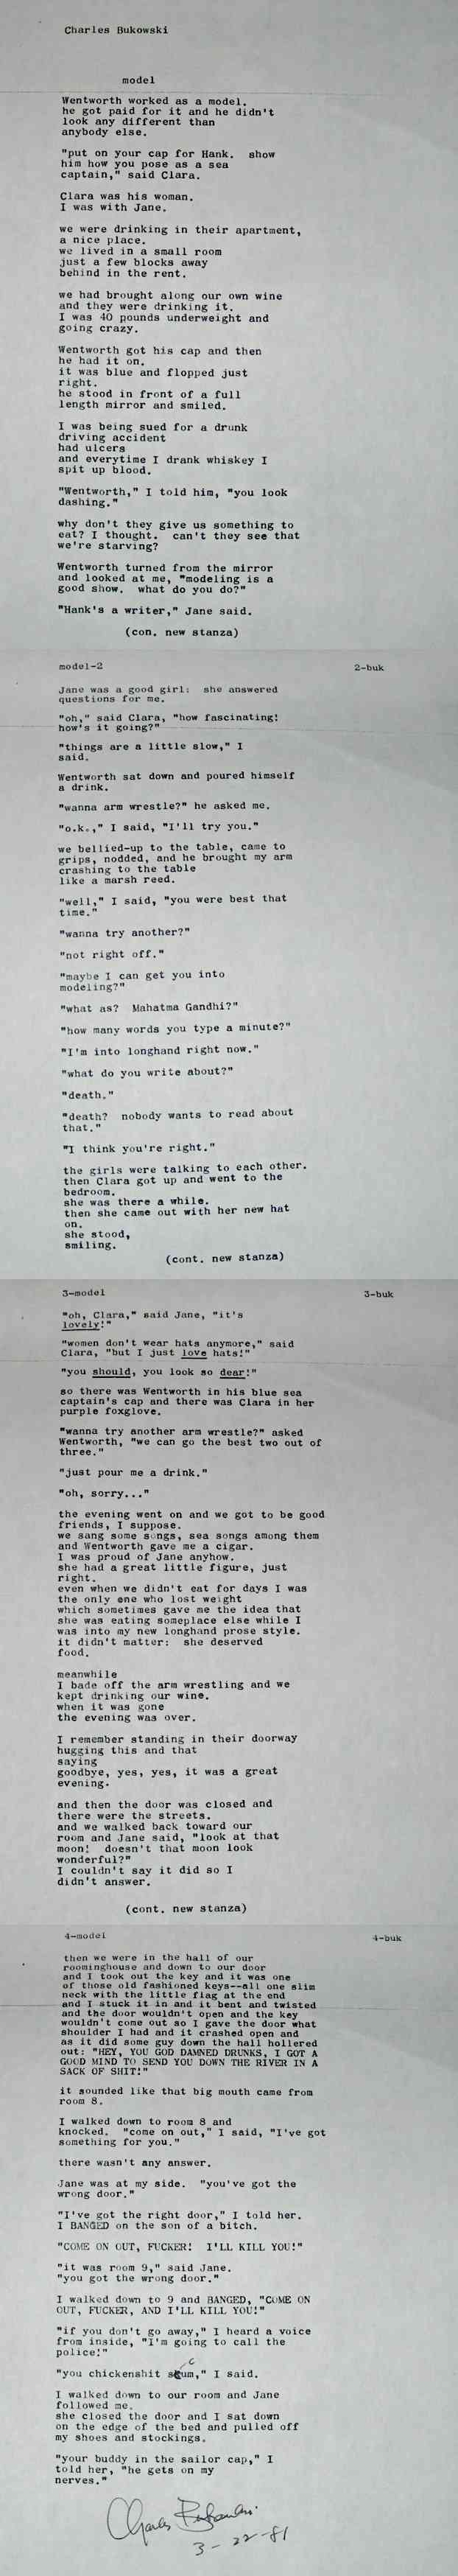 Charles Bukowski
model
Wentworth worked as a model.
he got paid for it and he didn't
look any different than
anybody else.
"put on your cap for Hank.  show
him how you pose as a sea
captain," said Clara.
Clara was his woman.
I was with Jane.
we were drinking in their apartment,
a nice place.
we lived in a small room
just a few blocks away
behind in the rent.
we had brought along our own wine
and they were drinking it.
I was 40 pounds underweight and
going crazy.
Wentworth got his cap and then
he had it on.
it was blue and flopped just
right.
he stood in front of a full
length mirror and smiled.
I was being sued for a drunk
driving accident
had ulcers
and everytime I drank whiskey I
spit up blood.
"Wentworth," I told him, "you look
dashing."
why don't they give us something to
eat? I thought.  can't they see that
we're starving?
Wentworth turned from the mirror
and looked at me, "modeling is a
good show.  what do you do?"
"Hank's a writer," Jane said.
(con. new stanza)
model-2 2-buk
Jane was a good girl:  she answered
questions for me.
"oh," said Clara, "how fascinating!
how's it going?"
"things are a little slow," I
said.
Wentworth sat down and poured himself
a drink.
"wanna arm wrestle?" he asked me.
"o.k.," I said, "I'll try you."
we bellied-up to the table, came to
grips, nodded, and he brought my arm
crashing to the table
like a marsh reed.
"well," I said, "you were best that
time."
"wanna try another?"
"not right off."
"maybe I can get you into
modeling?"
"what as?  Mahatma Gandhi?"
"how many words you type a minute?"
"I'm into longhand right now."
"what do you write about?"
"death."
"death?  nobody wants to read about
that."
"I think you're right."
the girls were talking to each other.
then Clara got up and went to the
bedroom.
she was there a while.
then she came out with her new hat
on.
she stood,
smiling.
(cont. new stanza)
3-model 3-buk
"oh, Clara," said Jane, "it's
lovely!"
"women don't wear hats anymore," said
Clara, "but I just love hats!"
"you should, you look so dear!"
so there was Wentworth in his blue sea
captain's cap and there was Clara in her
purple foxglove.
"wanna try another arm wrestle?" asked
Wentworth, "we can go the best two out of
three."
"just pour me a drink."
"oh, sorry..."
the evening went on and we got to be good
friends, I suppose.
we sang some songs, sea songs among them
and Wentworth gave me a cigar.
I was proud of Jane anyhow.
she had a great little figure, just
right.
even when we didn't eat for days I was
the only one who lost weight
which sometimes gave me the idea that
she was eating someplace else while I
was into my new longhand prose style.
it didn't matter:  she deserved
food.
meanwhile
I bade off the arm wrestling and we
kept drinking our wine.
when it was gone
the evening was over.
I remember standing in their doorway
hugging this and that
saying
goodbye, yes, yes, it was a great
evening.
and then the door was closed and
there were the streets.
and we walked back toward our
room and Jane said, "look at that
moon!  doesn't that moon look
wonderful?"
I couldn't say it did so I
didn't answer.
(cont. new stanza)
4-model 4-buk
then we were in the hall of our
roominghouse and down to our door
and I took out the key and it was one
of those old fashioned keys--all one slim
neck with the little flag at the end
and I stuck it in and it bent and twisted
and the door wouldn't open and the key
wouldn't come out so I gave the door what
shoulder I had and it crashed open and
as it did some guy down the hall hollered
out: "HEY, YOU GOD DAMNED DRUNKS, I GOT A
GOOD MIND TO SEND YOU DOWN THE RIVER IN A
SACK OF SHIT!"
it sounded like that big mouth came from
room 8.
I walked down to room 8 and
knocked.  "come on out," I said, "I've got
something for you."
there wasn't any answer.
Jane was at my side.  "you've got the
wrong door."
"I've got the right door," I told her.
I BANGED on the son of a bitch.
"COME ON OUT, FUCKER!  I'LL KILL YOU!"
"it was room 9," said Jane.
"you got the wrong door."
I walked down to 9 and BANGED, "COME ON
OUT, FUCKER, AND I'LL KILL YOU!"
"if you don't go away," I heard a voice
from inside, "I'm going to call the
police!"
"you chickenshit scum," I said.
I walked down to our room and Jane
followed me.
she closed the door and I sat down
on the edge of the bed and pulled off
my shoes and stockings.
"your buddy in the sailor cap," I
told her, "he gets on my
nerves."
Charles Bukowski
3-22-81